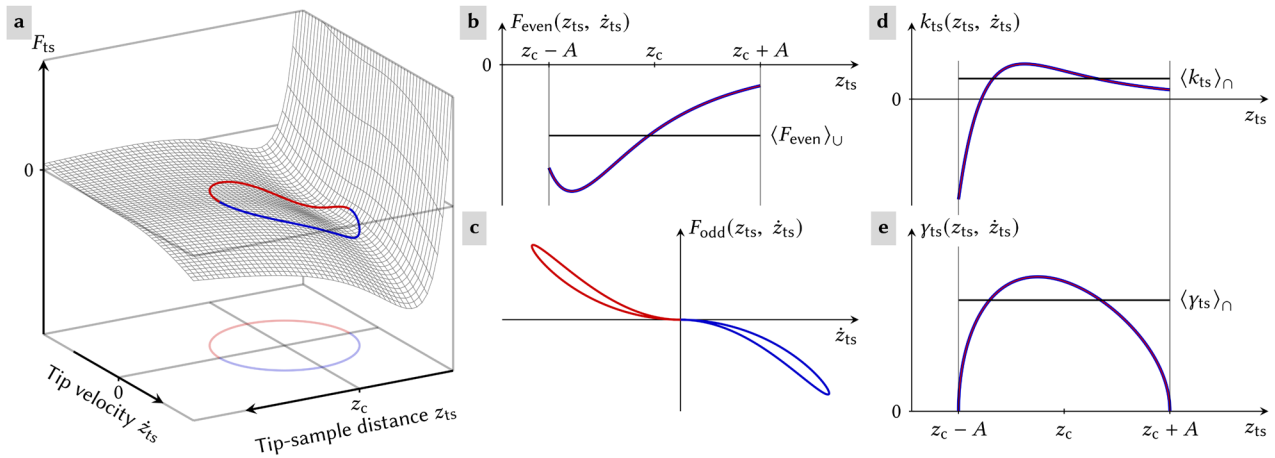 a
F_ts
0
Tip velocity ż_ts
0
z_c
Tip-sample distance z_ts
b
F_even(z_ts, ż_ts)
z_c − A
z_c
z_c + A
0
z_ts
⟨F_even⟩_∪
c
F_odd(z_ts, ż_ts)
ż_ts
d
k_ts(z_ts, ż_ts)
⟨k_ts⟩_∩
0
z_ts
e
γ_ts(z_ts, ż_ts)
⟨γ_ts⟩_∩
0
z_c − A
z_c
z_c + A
z_ts